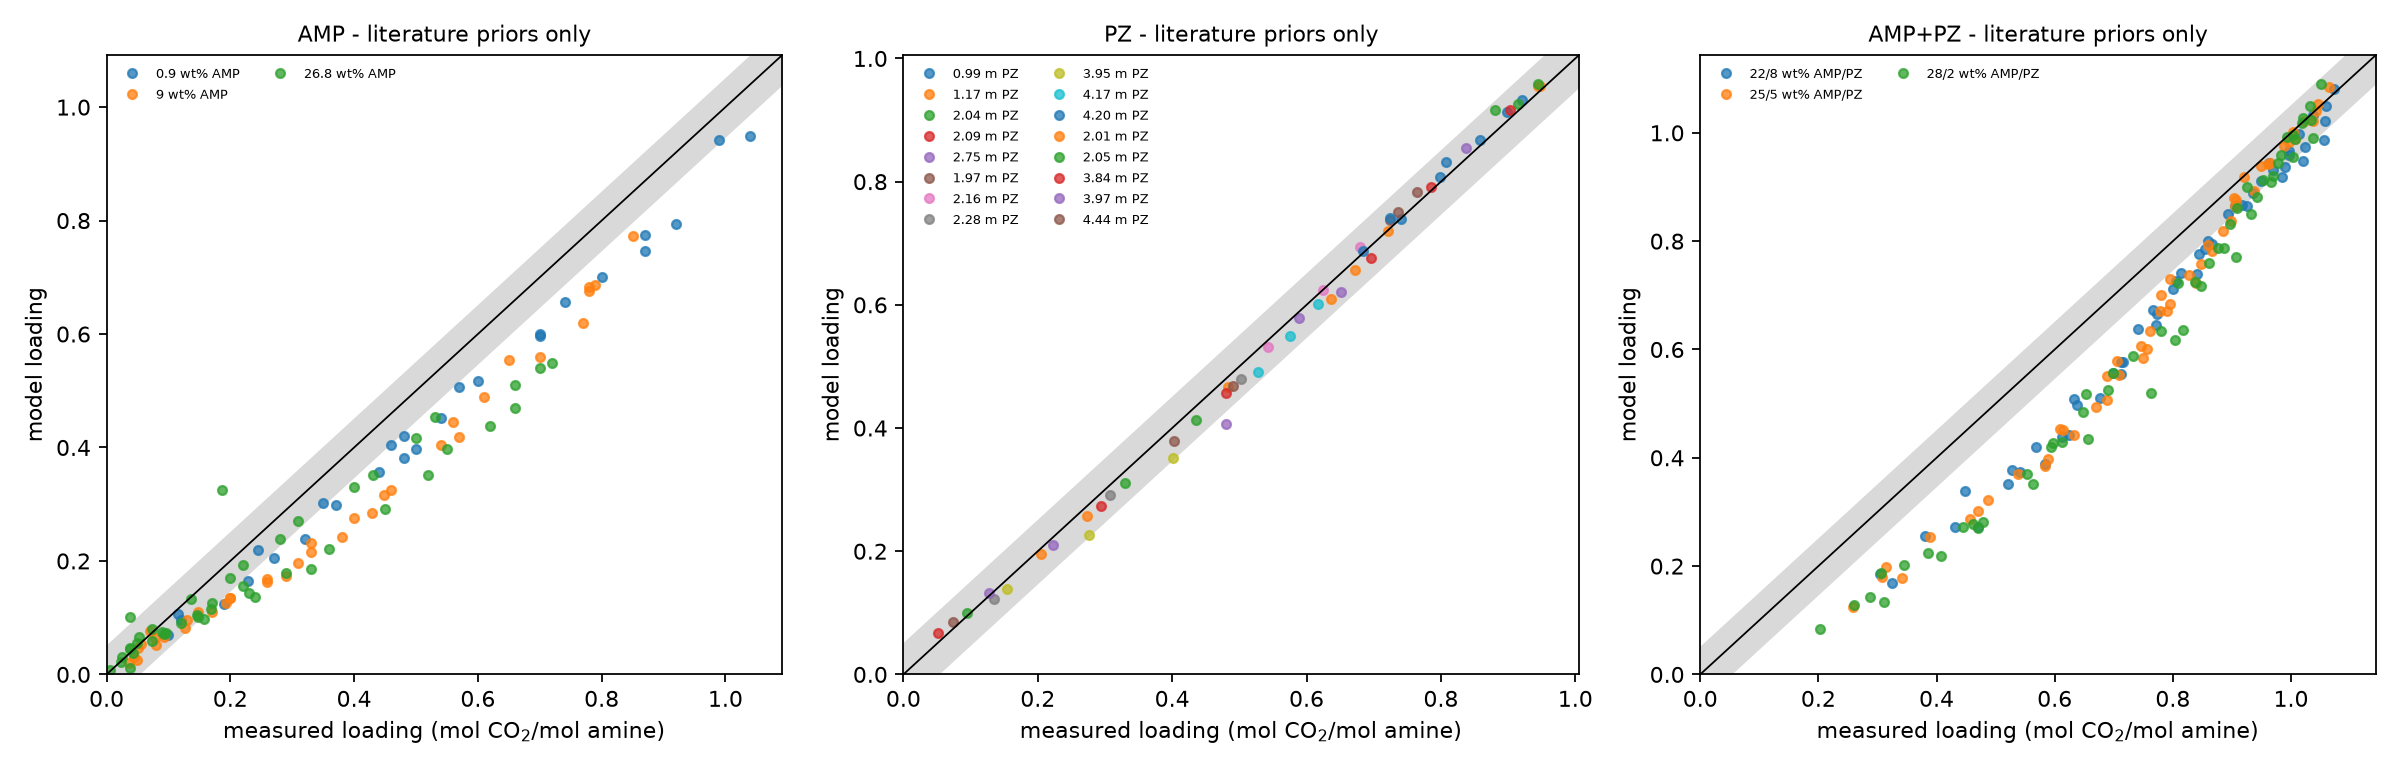 AMP - literature priors only
0.9 wt% AMP
9 wt% AMP
26.8 wt% AMP
1.0
0.8
0.6
0.4
0.2
0.0
model loading
0.0 0.2 0.4 0.6 0.8 1.0
measured loading (mol CO₂/mol amine)
PZ - literature priors only
0.99 m PZ
1.17 m PZ
2.04 m PZ
2.09 m PZ
2.75 m PZ
1.97 m PZ
2.16 m PZ
2.28 m PZ
3.95 m PZ
4.17 m PZ
4.20 m PZ
2.01 m PZ
2.05 m PZ
3.84 m PZ
3.97 m PZ
4.44 m PZ
1.0
0.8
0.6
0.4
0.2
0.0
model loading
0.0 0.2 0.4 0.6 0.8 1.0
measured loading (mol CO₂/mol amine)
AMP+PZ - literature priors only
22/8 wt% AMP/PZ
25/5 wt% AMP/PZ
28/2 wt% AMP/PZ
1.0
0.8
0.6
0.4
0.2
0.0
model loading
0.0 0.2 0.4 0.6 0.8 1.0
measured loading (mol CO₂/mol amine)